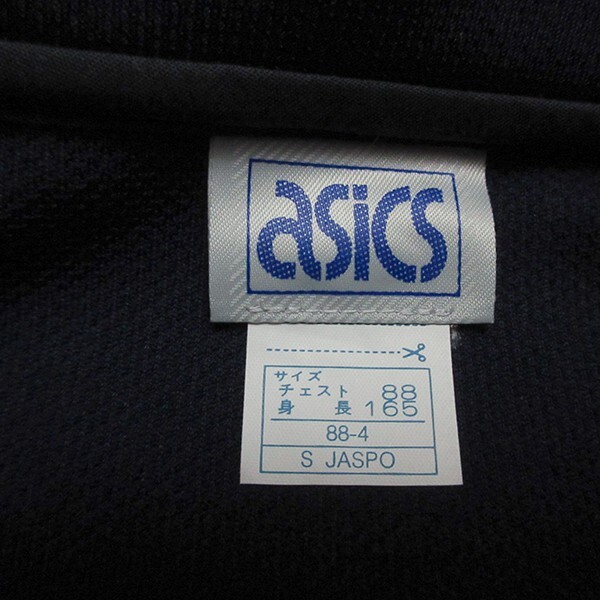 asics
サイズ
チェスト 88
身長 165
88-4
S JASPO